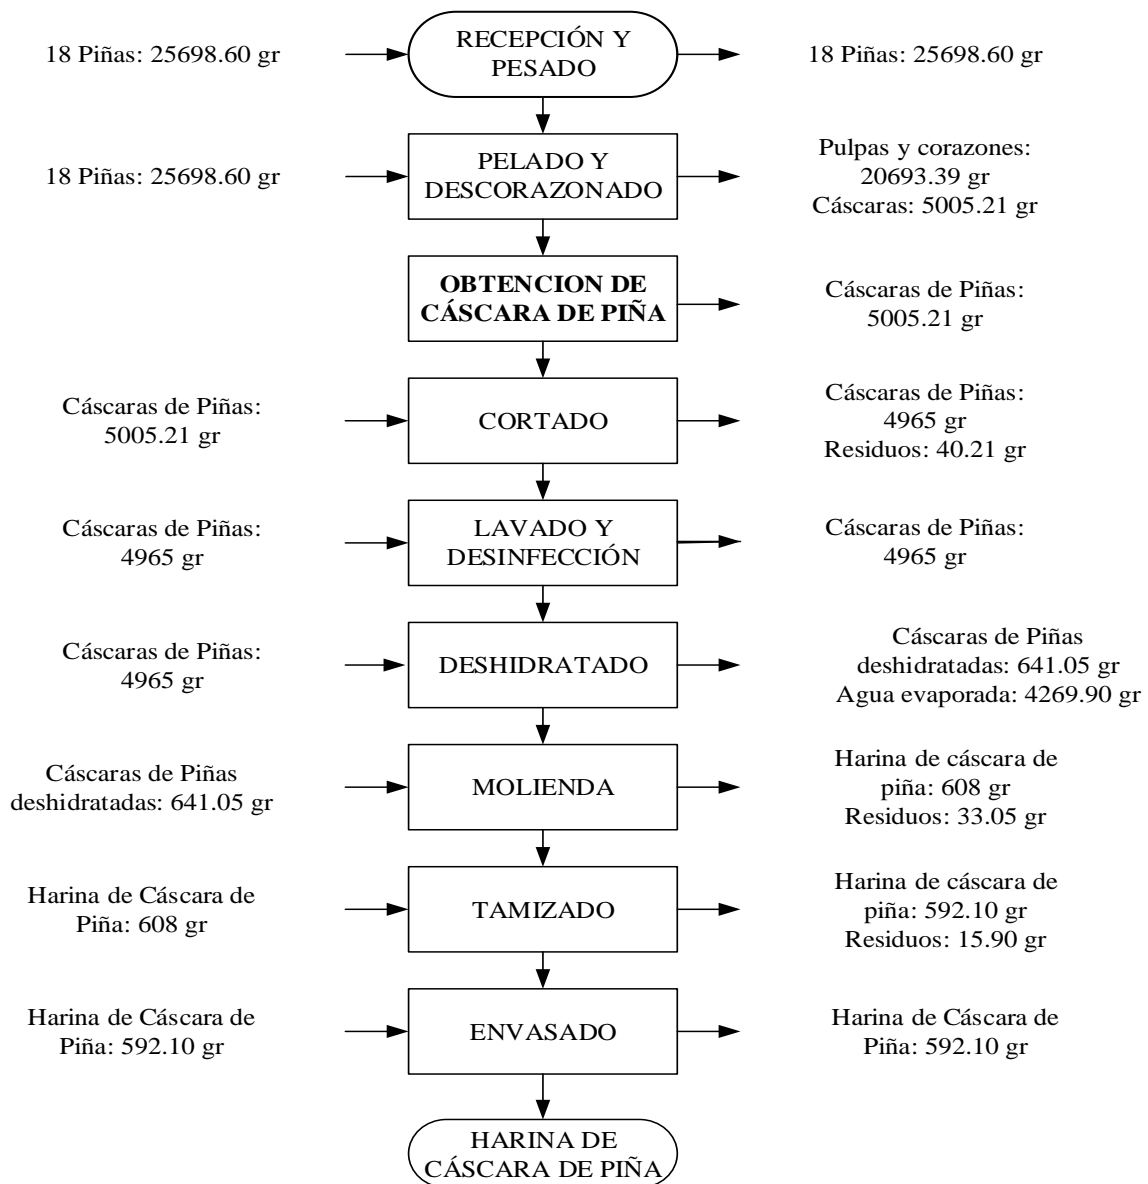 18 Piñas: 25698.60 gr
RECEPCIÓN Y
PESADO
18 Piñas: 25698.60 gr
18 Piñas: 25698.60 gr
PELADO Y
DESCORAZONADO
Pulpas y corazones:
20693.39 gr
Cáscaras: 5005.21 gr
OBTENCION DE
CÁSCARA DE PIÑA
Cáscaras de Piñas:
5005.21 gr
Cáscaras de Piñas:
5005.21 gr
CORTADO
Cáscaras de Piñas:
4965 gr
Residuos: 40.21 gr
Cáscaras de Piñas:
4965 gr
LAVADO Y
DESINFECCIÓN
Cáscaras de Piñas:
4965 gr
Cáscaras de Piñas:
4965 gr
DESHIDRATADO
Cáscaras de Piñas
deshidratadas: 641.05 gr
Agua evaporada: 4269.90 gr
Cáscaras de Piñas
deshidratadas: 641.05 gr
MOLIENDA
Harina de cáscara de
piña: 608 gr
Residuos: 33.05 gr
Harina de Cáscara de
Piña: 608 gr
TAMIZADO
Harina de cáscara de
piña: 592.10 gr
Residuos: 15.90 gr
Harina de Cáscara de
Piña: 592.10 gr
ENVASADO
Harina de Cáscara de
Piña: 592.10 gr
HARINA DE
CÁSCARA DE PIÑA